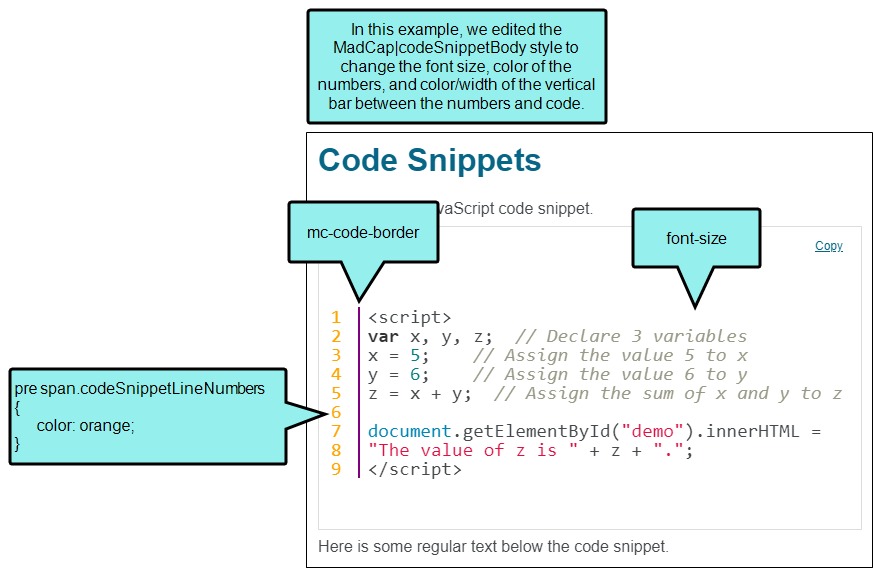 In this example, we edited the
MadCap|codeSnippetBody style to
change the font size, color of the
numbers, and color/width of the vertical
bar between the numbers and code.
Code Snippets
vaScript code snippet.
mc-code-border
font-size
Copy
1 <script>
2 var x, y, z;  // Declare 3 variables
3 x = 5;    // Assign the value 5 to x
4 y = 6;    // Assign the value 6 to y
5 z = x + y;  // Assign the sum of x and y to z
6
7 document.getElementById("demo").innerHTML =
8 "The value of z is " + z + ".";
9 </script>
pre span.codeSnippetLineNumbers
{
color: orange;
}
Here is some regular text below the code snippet.